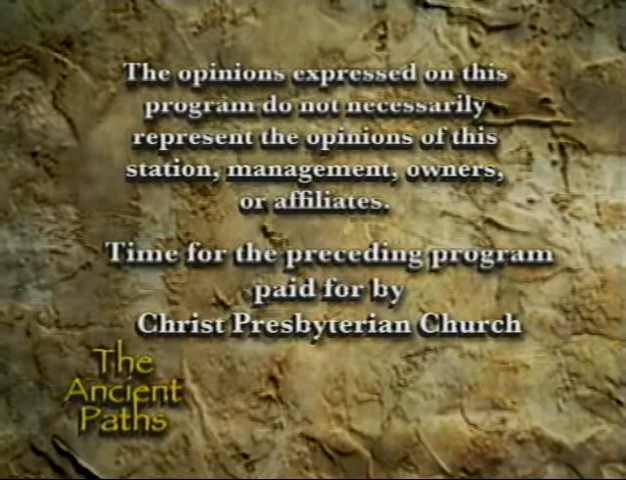 The opinions expressed on this
program do not necessarily
represent the opinions of this
station, management, owners,
or affiliates.
Time for the preceding program
paid for by
Christ Presbyterian Church
The
Ancient
Paths